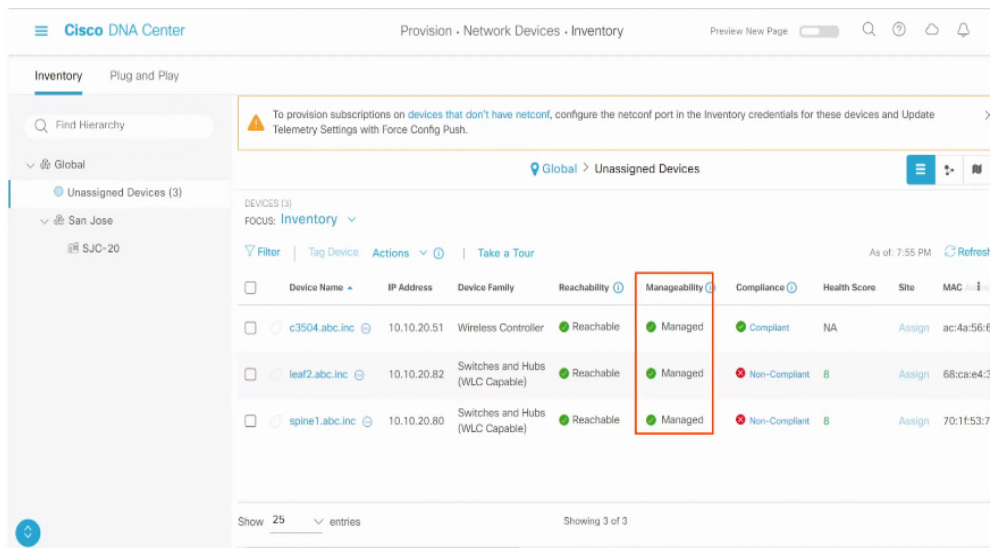 Cisco DNA Center
Provision · Network Devices · Inventory
Preview New Page
Inventory Plug and Play
Find Hierarchy
Global
Unassigned Devices (3)
San Jose
SJC-20
To provision subscriptions on devices that don't have netconf, configure the netconf port in the Inventory credentials for these devices and Update
Telemetry Settings with Force Config Push.
Global > Unassigned Devices
DEVICES (3)
FOCUS: Inventory
Filter | Tag Device Actions | Take a Tour
As of: 7:55 PM Refresh
Device Name IP Address Device Family Reachability Manageability Compliance Health Score Site MAC
c3504.abc.inc 10.10.20.51 Wireless Controller Reachable Managed Compliant NA Assign ac:4a:56:6
leaf2.abc.inc 10.10.20.82 Switches and Hubs (WLC Capable) Reachable Managed Non-Compliant 8 Assign 68:ca:e4:3
spine1.abc.inc 10.10.20.80 Switches and Hubs (WLC Capable) Reachable Managed Non-Compliant 8 Assign 70:1f:53:7
Show 25 entries
Showing 3 of 3